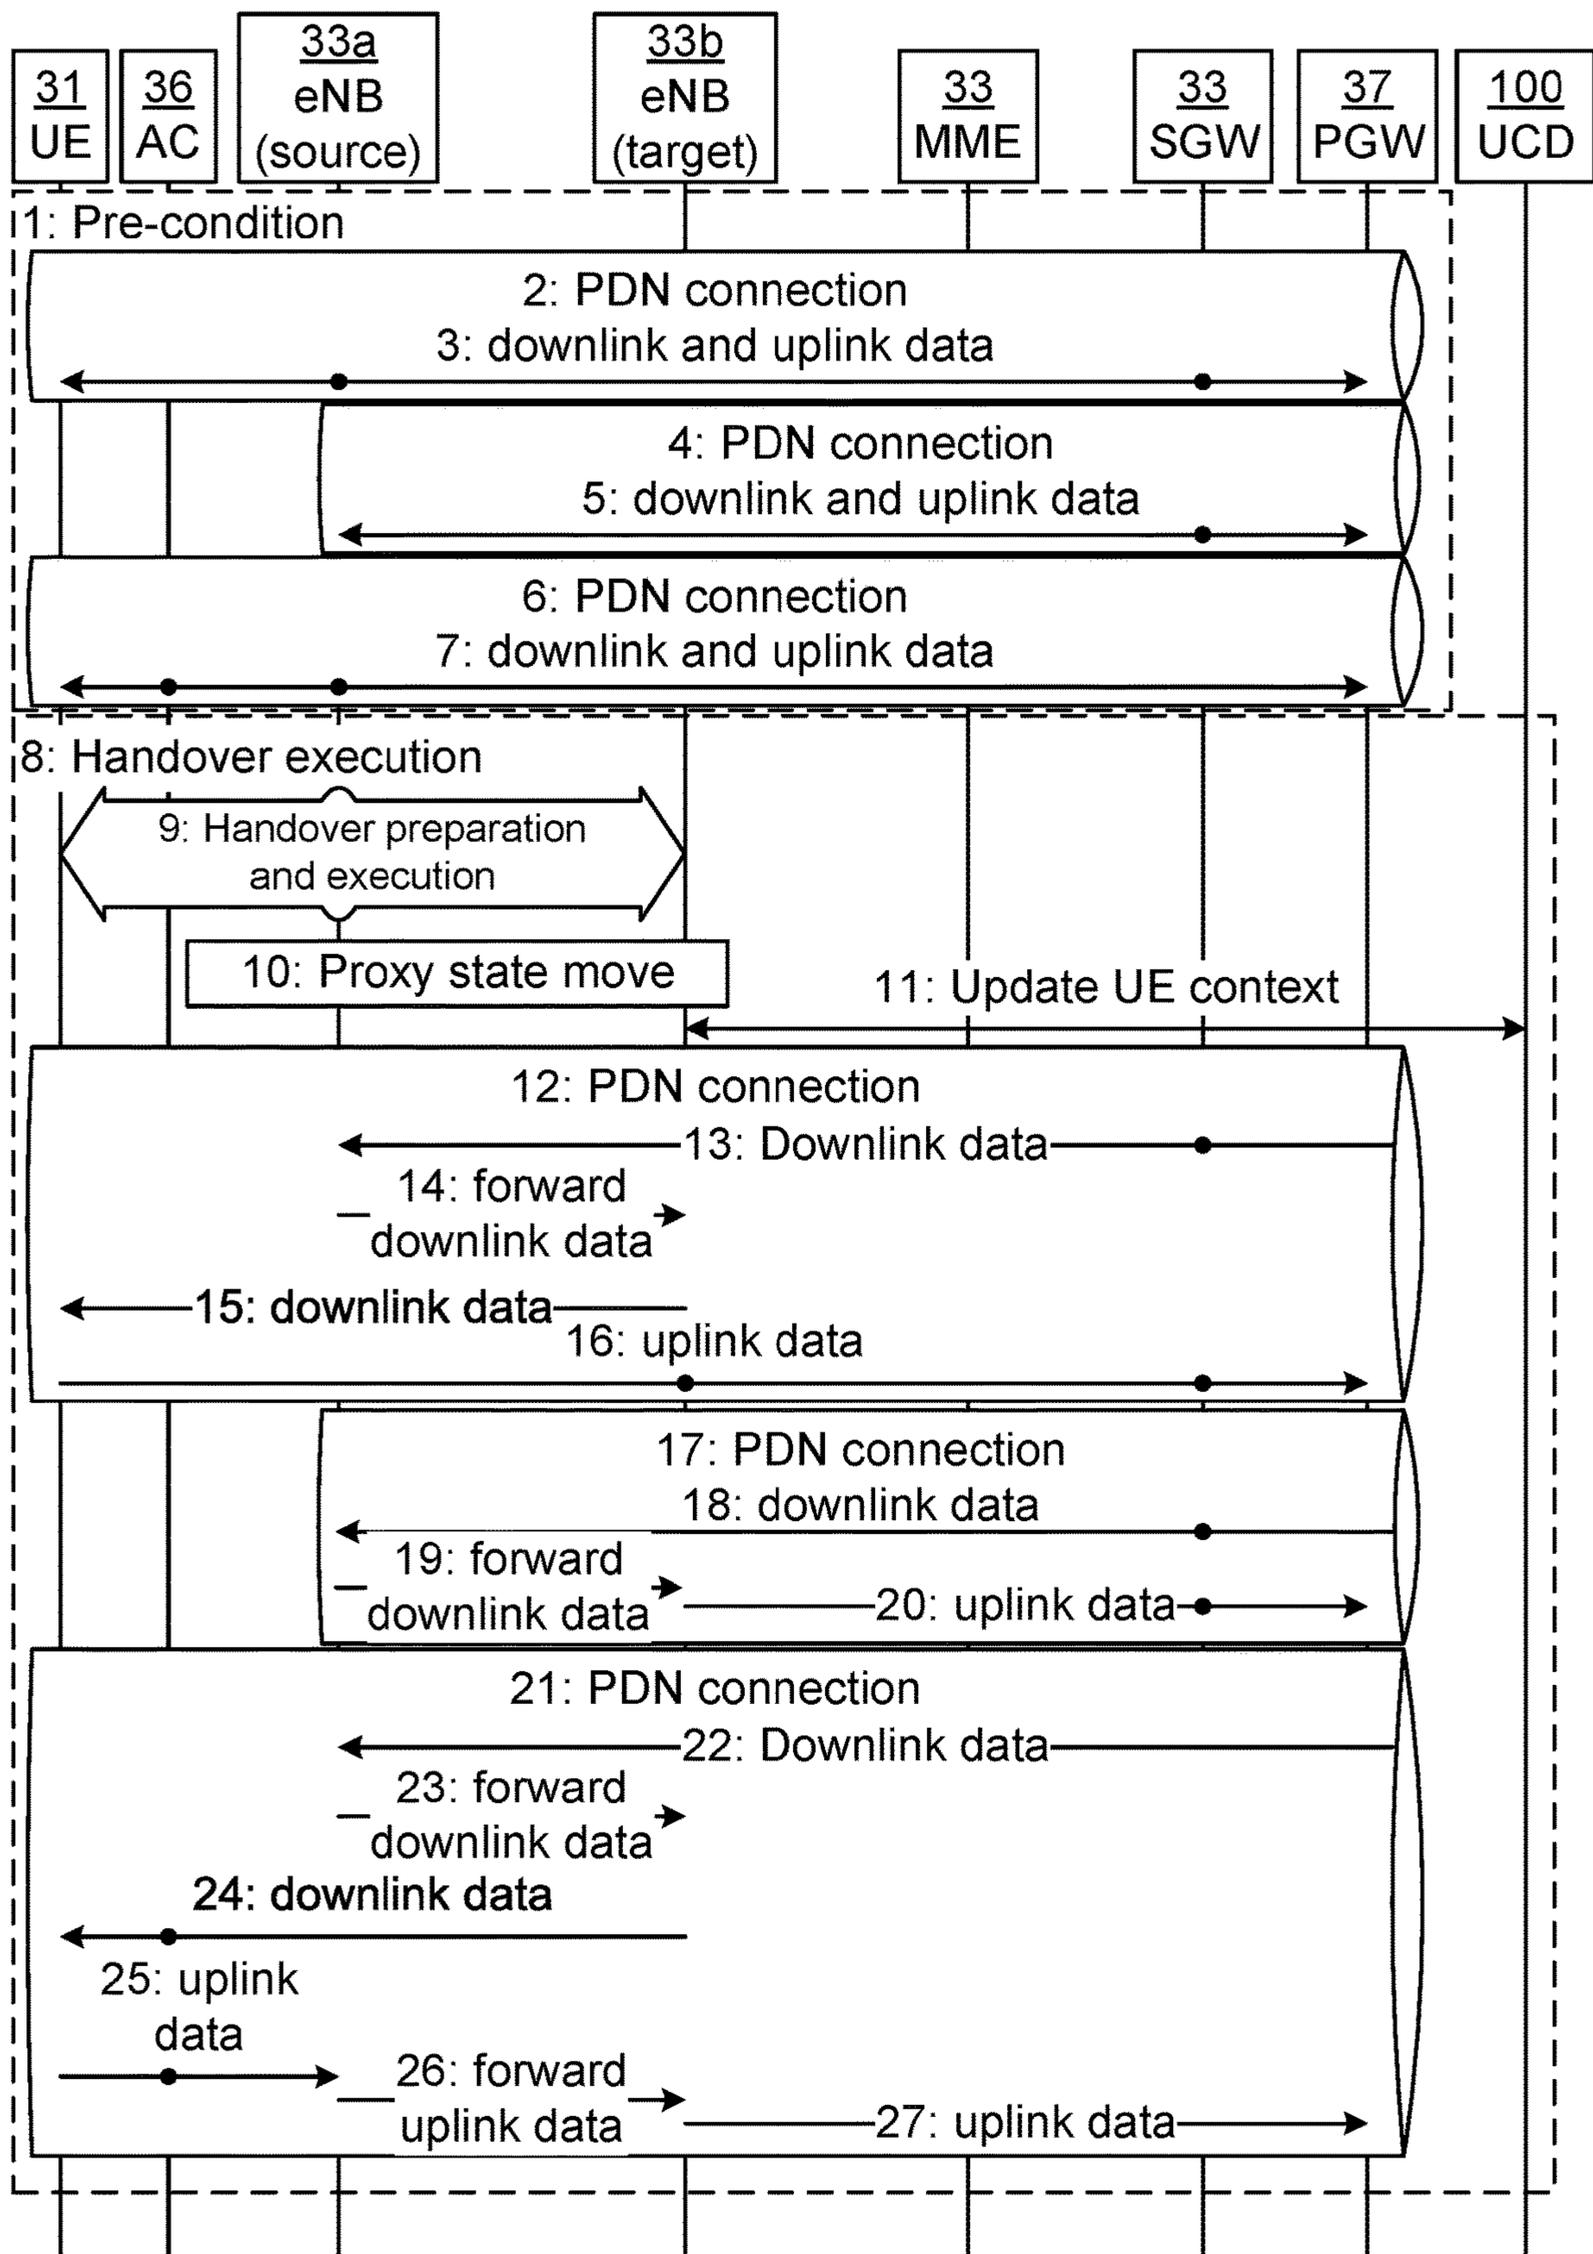 31
UE
36
AC
33a
eNB
(source)
33b
eNB
(target)
33
MME
33
SGW
37
PGW
100
UCD
1: Pre-condition
2: PDN connection
3: downlink and uplink data
4: PDN connection
5: downlink and uplink data
6: PDN connection
7: downlink and uplink data
8: Handover execution
9: Handover preparation
and execution
10: Proxy state move
11: Update UE context
12: PDN connection
13: Downlink data
14: forward
downlink data
15: downlink data
16: uplink data
17: PDN connection
18: downlink data
19: forward
downlink data
20: uplink data
21: PDN connection
22: Downlink data
23: forward
downlink data
24: downlink data
25: uplink
data
26: forward
uplink data
27: uplink data